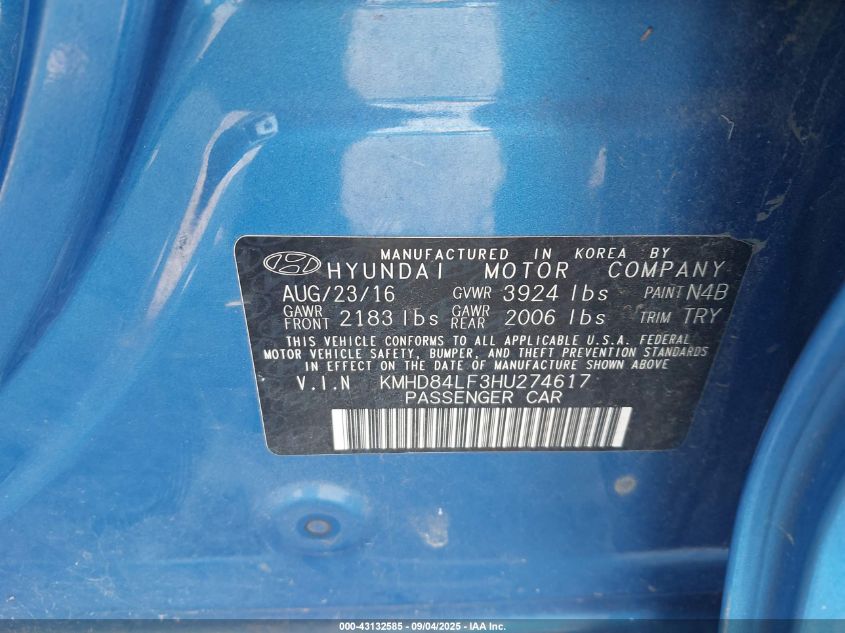 MANUFACTURED IN KOREA BY
HYUNDAI MOTOR COMPANY
AUG/23/16 GVWR 3924 lbs PAINT N4B
GAWR FRONT 2183 lbs GAWR REAR 2006 lbs TRIM TRY
THIS VEHICLE CONFORMS TO ALL APPLICABLE U.S.A. FEDERAL
MOTOR VEHICLE SAFETY, BUMPER, AND THEFT PREVENTION STANDARDS
IN EFFECT ON THE DATE OF MANUFACTURE SHOWN ABOVE
V.I.N KMHD84LF3HU274617
PASSENGER CAR
000-43132585 - 09/04/2025 - IAA Inc.